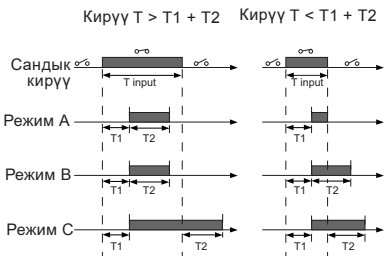 Кирүү T > T1 + T2
Кирүү T < T1 + T2
Сандык кирүү
T input
T input
Режим A
T1
T2
T1
Режим B
T1
T2
T1
T2
Режим C
T1
T2
T1
T2